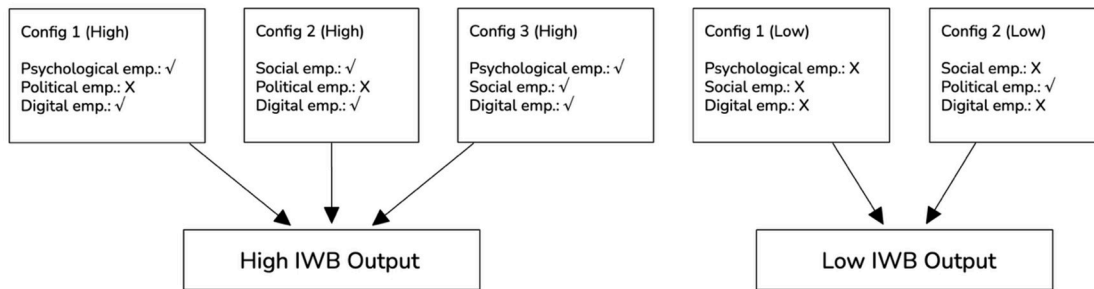 Config 1 (High)
Psychological emp.: √
Political emp.: X
Digital emp.: √
Config 2 (High)
Social emp.: √
Political emp.: X
Digital emp.: √
Config 3 (High)
Psychological emp.: √
Social emp.: √
Digital emp.: √
Config 1 (Low)
Psychological emp.: X
Social emp.: X
Digital emp.: X
Config 2 (Low)
Social emp.: X
Political emp.: √
Digital emp.: X
High IWB Output
Low IWB Output